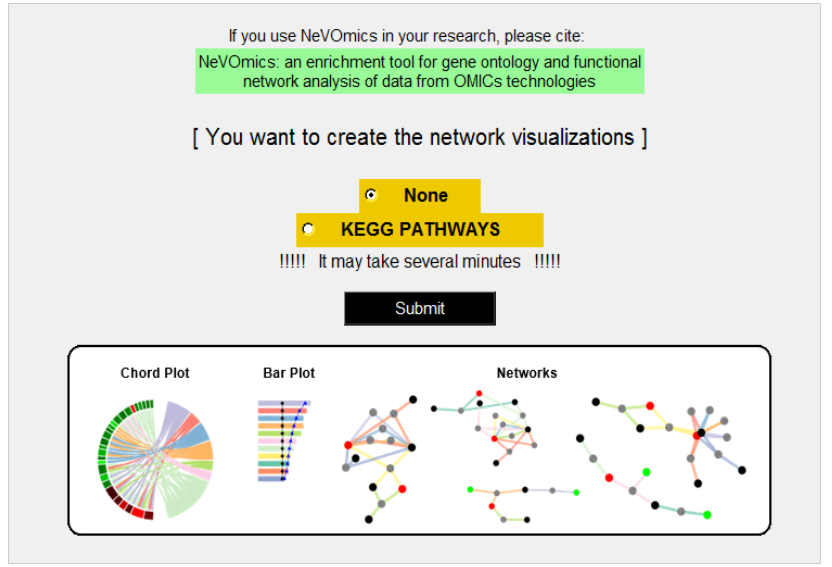 If you use NeVOmics in your research, please cite:
NeVOmics: an enrichment tool for gene ontology and functional
network analysis of data from OMICs technologies
[ You want to create the network visualizations ]
None
KEGG PATHWAYS
!!!!! It may take several minutes !!!!!
Submit
Chord Plot Bar Plot Networks